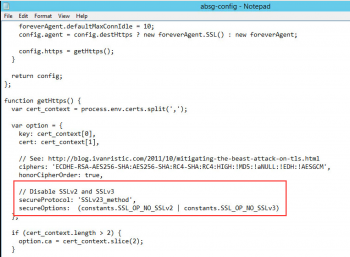 absg-config - Notepad
File Edit Format View Help
foreverAgent.defaultMaxConnIdle = 10;
config.agent = config.destHttps ? new foreverAgent.SSL() : new foreverAgent;
config.https = getHttps();
}
return config;
};
function getHttps() {
var cert_context = process.env.certs.split(',');
var option = {
key: cert_context[0],
cert: cert_context[1],
// See: http://blog.ivanristic.com/2011/10/mitigating-the-beast-attack-on-tls.html
ciphers: 'ECDHE-RSA-AES256-SHA:AES256-SHA:RC4-SHA:RC4:HIGH:!MD5:!aNULL:!EDH:!AESGCM',
honorCipherOrder: true,
// Disable SSLv2 and SSLv3
secureProtocol: 'SSLv23_method',
secureOptions: (constants.SSL_OP_NO_SSLv2 | constants.SSL_OP_NO_SSLv3)
};
if (cert_context.length > 2) {
option.ca = cert_context.slice(2);
}